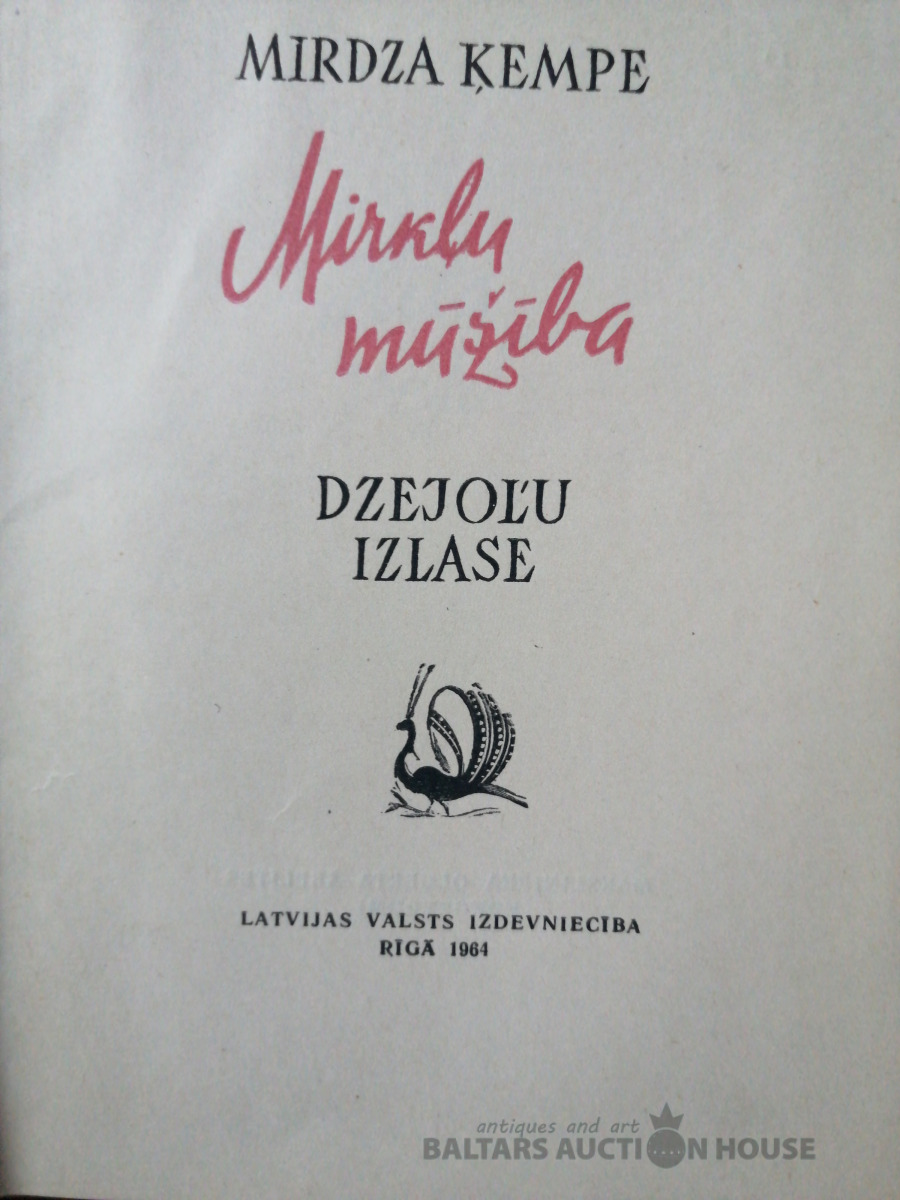 MIRDZA ĶEMPE
Mirkļu
mūžība
DZEJOĻU
IZLASE
LATVIJAS VALSTS IZDEVNIECĪBA
RĪGĀ 1964
antiques and art
BALTARS AUCTION HOUSE